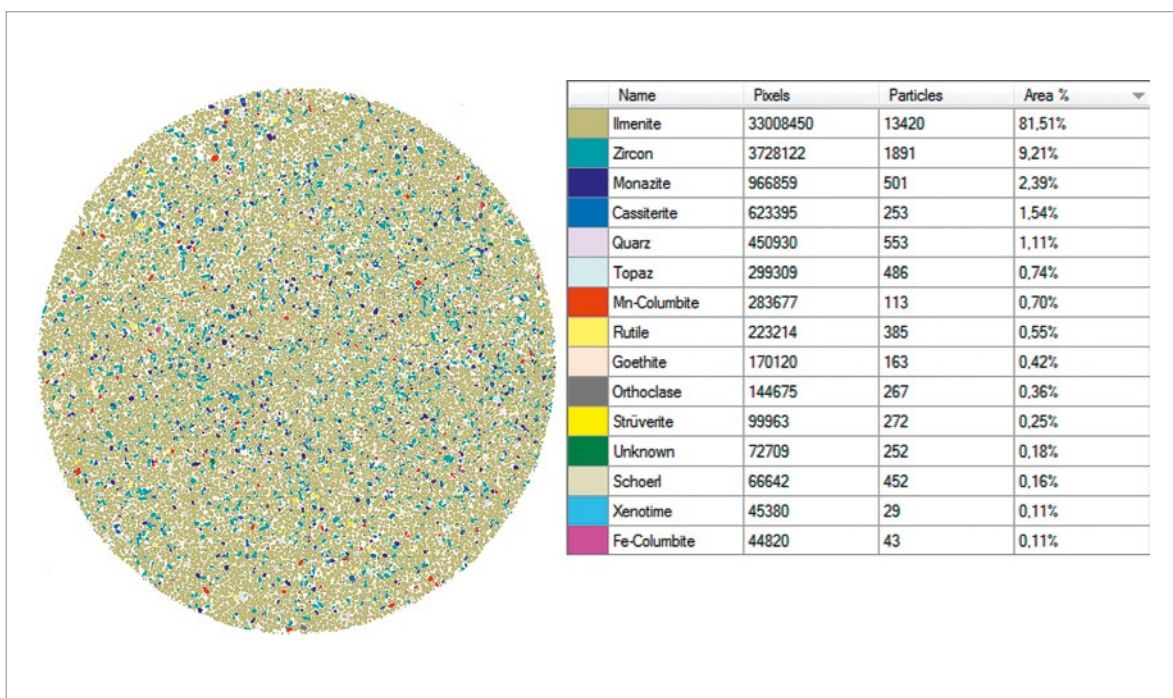 Name Pixels Particles Area %
Ilmenite 33008450 13420 81,51%
Zircon 3728122 1891 9,21%
Monazite 966859 501 2,39%
Cassiterite 623395 253 1,54%
Quarz 450930 553 1,11%
Topaz 299309 486 0,74%
Mn-Columbite 283677 113 0,70%
Rutile 223214 385 0,55%
Goethite 170120 163 0,42%
Orthoclase 144675 267 0,36%
Strüverite 99963 272 0,25%
Unknown 72709 252 0,18%
Schoerl 66642 452 0,16%
Xenotime 45380 29 0,11%
Fe-Columbite 44820 43 0,11%